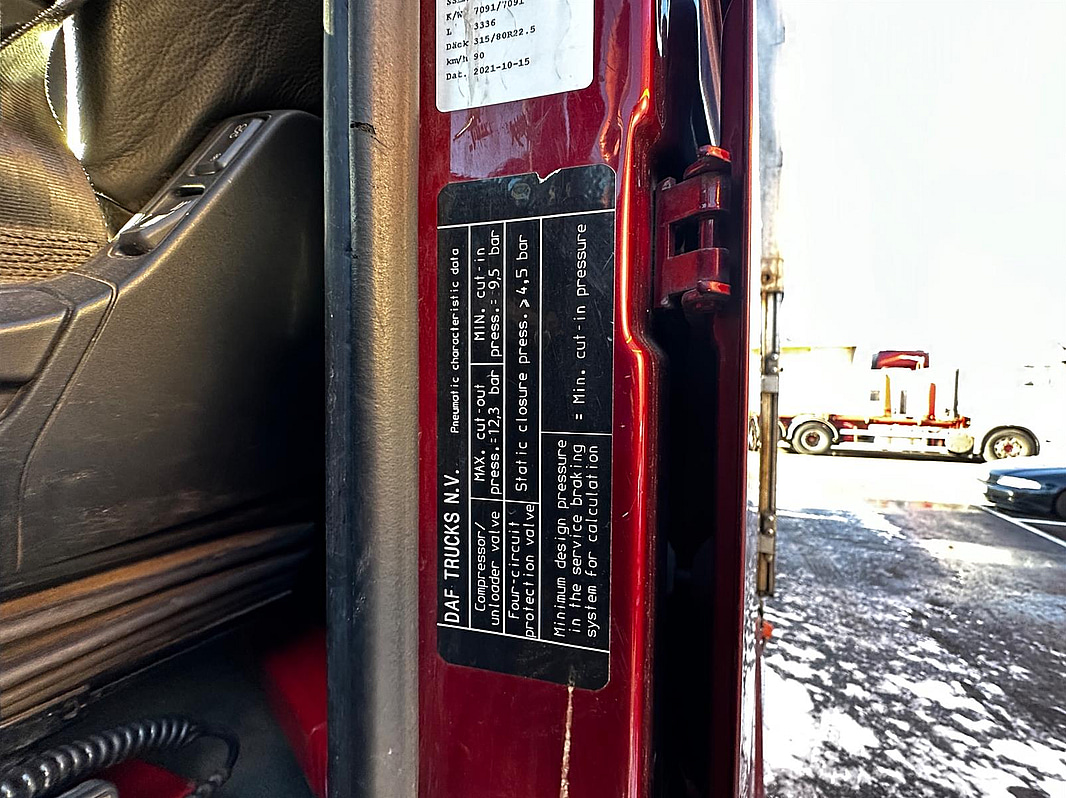 K/W 7091/7091
L 3336
Däck 315/80R22.5
km/h 90
Dat. 2021-10-15
DAF TRUCKS N.V. Pneumatic characteristic data
Compressor/
unloader valve
MAX. cut-out
press.=12,3 bar
MIN. cut-in
press.= 9,5 bar
Four-circuit
protection valve
Static closure press. > 4,5 bar
Minimum design pressure
in the service braking
system for calculation
= Min. cut-in pressure